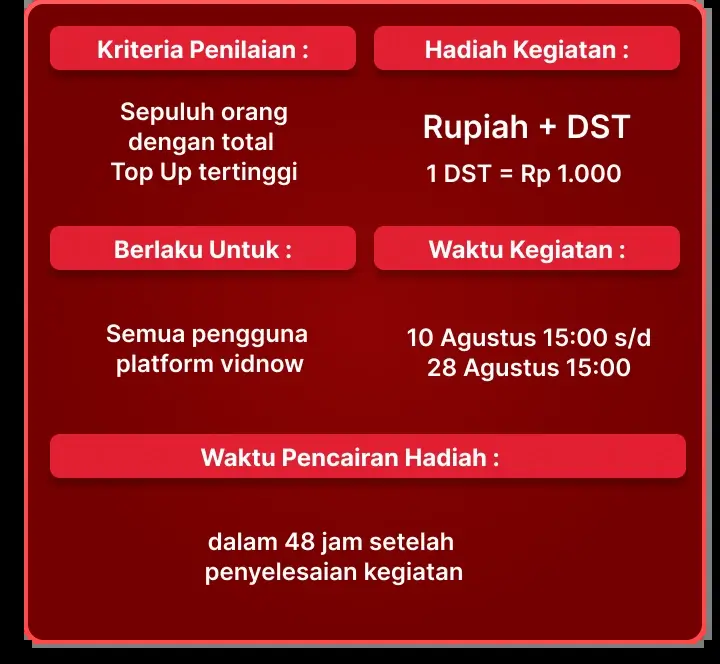 Kriteria Penilaian :
Sepuluh orang
dengan total
Top Up tertinggi
Hadiah Kegiatan :
Rupiah + DST
1 DST = Rp 1.000
Berlaku Untuk :
Semua pengguna
platform vidnow
Waktu Kegiatan :
10 Agustus 15:00 s/d
28 Agustus 15:00
Waktu Pencairan Hadiah :
dalam 48 jam setelah
penyelesaian kegiatan